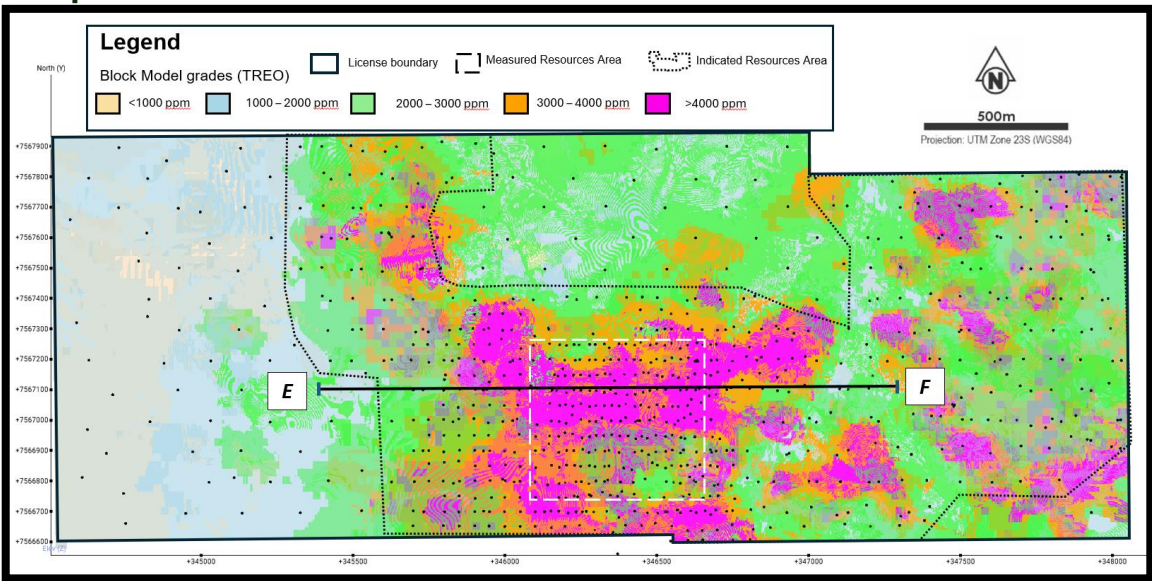 Legend
Block Model grades (TREO)
License boundary
Measured Resources Area
Indicated Resources Area
<1000 ppm
1000 – 2000 ppm
2000 – 3000 ppm
3000 – 4000 ppm
>4000 ppm
N
500m
Projection: UTM Zone 23S (WGS84)
North (Y)
+7567900
+7567800
+7567700
+7567600
+7567500
+7567400
+7567300
+7567200
+7567100
+7567000
+7566900
+7566800
+7566700
+7566600
E
F
Elev (Z)
+345000
+345500
+346000
+346500
+347000
+347500
+348000